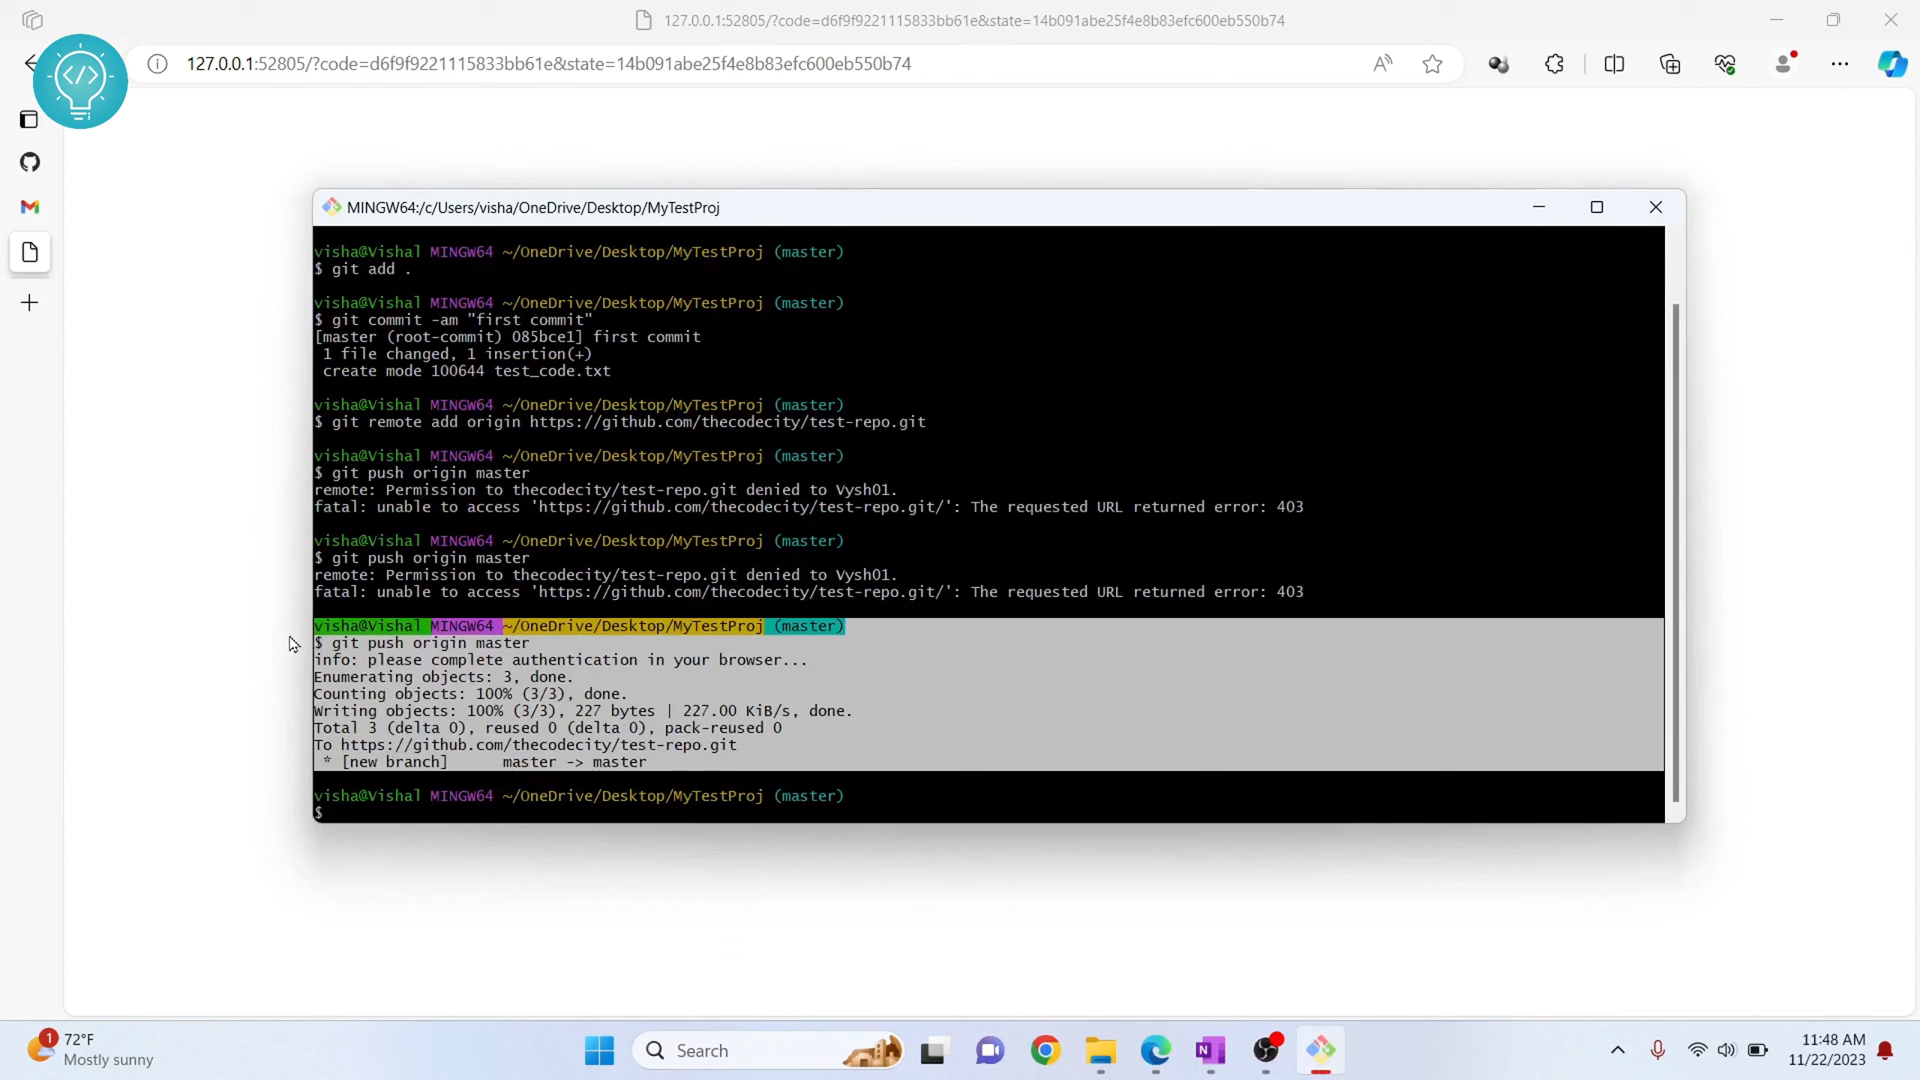 127.0.0.1:52805/?code=d6f9f9221115833bb61e&state=14b091abe25f4e8b83efc600eb550b74
127.0.0.1:52805/?code=d6f9f9221115833bb61e&state=14b091abe25f4e8b83efc600eb550b74
MINGW64:/c/Users/visha/OneDrive/Desktop/MyTestProj
visha@Vishal MINGW64 ~/OneDrive/Desktop/MyTestProj (master)
$ git add .
visha@Vishal MINGW64 ~/OneDrive/Desktop/MyTestProj (master)
$ git commit -am "first commit"
[master (root-commit) 085bce1] first commit
1 file changed, 1 insertion(+)
create mode 100644 test_code.txt
visha@Vishal MINGW64 ~/OneDrive/Desktop/MyTestProj (master)
$ git remote add origin https://github.com/thecodecity/test-repo.git
visha@Vishal MINGW64 ~/OneDrive/Desktop/MyTestProj (master)
$ git push origin master
remote: Permission to thecodecity/test-repo.git denied to Vysh01.
fatal: unable to access 'https://github.com/thecodecity/test-repo.git/': The requested URL returned error: 403
visha@Vishal MINGW64 ~/OneDrive/Desktop/MyTestProj (master)
$ git push origin master
remote: Permission to thecodecity/test-repo.git denied to Vysh01.
fatal: unable to access 'https://github.com/thecodecity/test-repo.git/': The requested URL returned error: 403
visha@Vishal MINGW64 ~/OneDrive/Desktop/MyTestProj (master)
$ git push origin master
info: please complete authentication in your browser...
Enumerating objects: 3, done.
Counting objects: 100% (3/3), done.
Writing objects: 100% (3/3), 227 bytes | 227.00 KiB/s, done.
Total 3 (delta 0), reused 0 (delta 0), pack-reused 0
To https://github.com/thecodecity/test-repo.git
* [new branch] master -> master
visha@Vishal MINGW64 ~/OneDrive/Desktop/MyTestProj (master)
$
1
72°F
Mostly sunny
Search
11:48 AM
11/22/2023